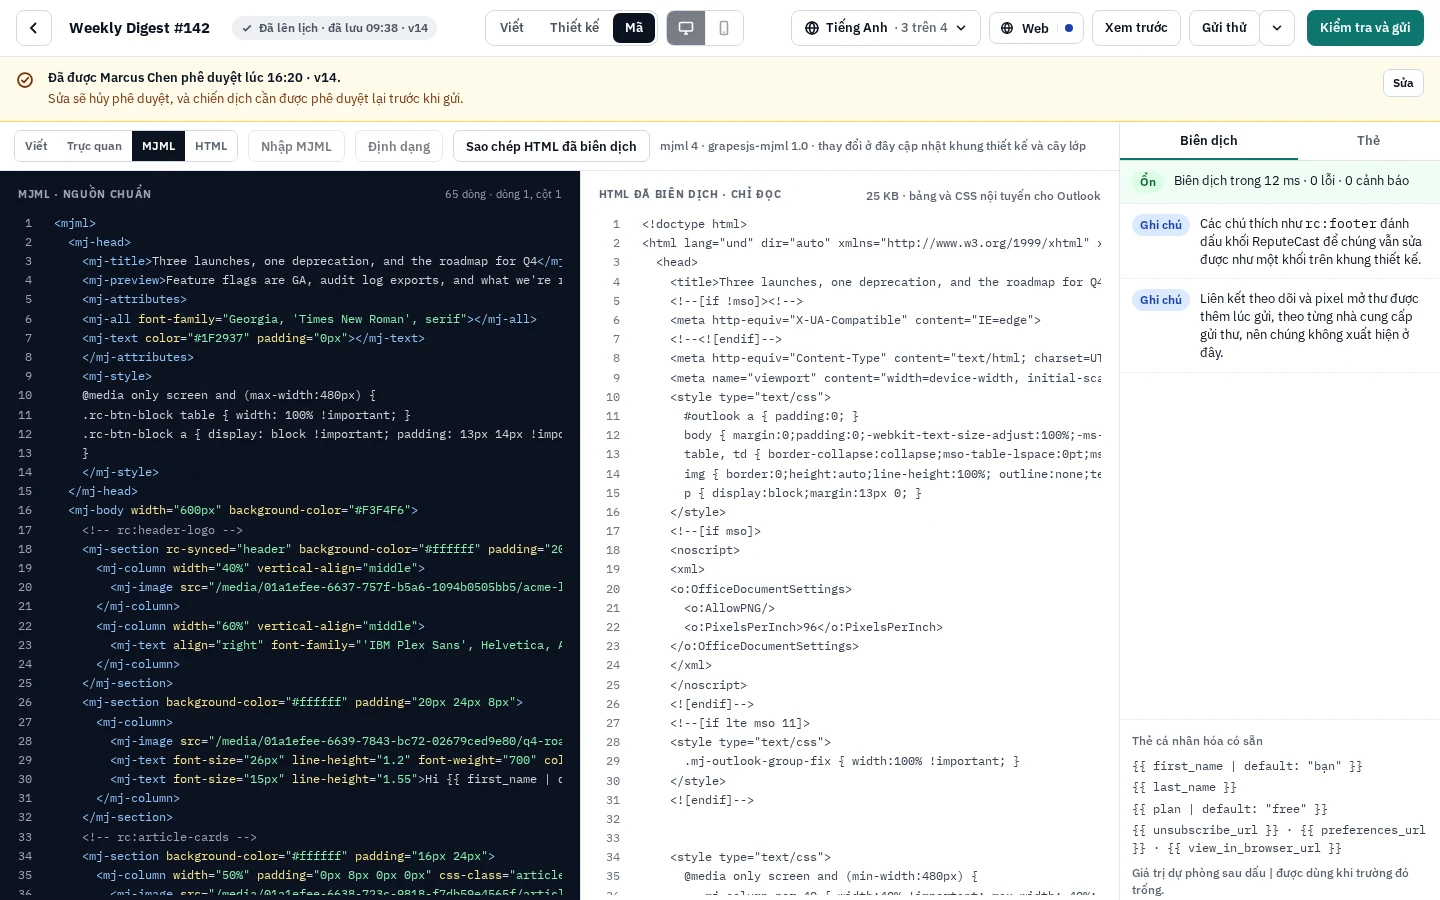 Weekly Digest #142
Đã lên lịch · đã lưu 09:38 · v14
Viết
Thiết kế
Mã
Tiếng Anh · 3 trên 4
Web
Xem trước
Gửi thử
Kiểm tra và gửi
Đã được Marcus Chen phê duyệt lúc 16:20 · v14.
Sửa sẽ hủy phê duyệt, và chiến dịch cần được phê duyệt lại trước khi gửi.
Sửa
Viết
Trực quan
MJML
HTML
Nhập MJML
Định dạng
Sao chép HTML đã biên dịch
mjml 4 · grapesjs-mjml 1.0 · thay đổi ở đây cập nhật khung thiết kế và cây lớp
MJML · NGUỒN CHUẨN
65 dòng · dòng 1, cột 1
1 <mjml>
2 <mj-head>
3 <mj-title>Three launches, one deprecation, and the roadmap for Q4</mj
4 <mj-preview>Feature flags are GA, audit log exports, and what we're
5 <mj-attributes>
6 <mj-all font-family="Georgia, 'Times New Roman', serif"></mj-all>
7 <mj-text color="#1F2937" padding="0px"></mj-text>
8 </mj-attributes>
9 <mj-style>
10 @media only screen and (max-width:480px) {
11 .rc-btn-block table { width: 100% !important; }
12 .rc-btn-block a { display: block !important; padding: 13px 14px !impo
13 }
14 </mj-style>
15 </mj-head>
16 <mj-body width="600px" background-color="#F3F4F6">
17 <!-- rc:header-logo -->
18 <mj-section rc-synced="header" background-color="#ffffff" padding="20
19 <mj-column width="40%" vertical-align="middle">
20 <mj-image src="/media/01a1efee-6637-757f-b5a6-1094b0505bb5/acme-l
21 </mj-column>
22 <mj-column width="60%" vertical-align="middle">
23 <mj-text align="right" font-family="'IBM Plex Sans', Helvetica, A
24 </mj-column>
25 </mj-section>
26 <mj-section background-color="#ffffff" padding="20px 24px 8px">
27 <mj-column>
28 <mj-image src="/media/01a1efee-6639-7843-bc72-02679ced9e80/q4-roa
29 <mj-text font-size="26px" line-height="1.2" font-weight="700" col
30 <mj-text font-size="15px" line-height="1.55">Hi {{ first_name | d
31 </mj-column>
32 </mj-section>
33 <!-- rc:article-cards -->
34 <mj-section background-color="#ffffff" padding="16px 24px">
35 <mj-column width="50%" padding="0px 8px 0px 0px" css-class="article
36 <mj-image src="/media/01a1efee-6638-723c-9818-f7db59e4565f/articl
HTML ĐÃ BIÊN DỊCH · CHỈ ĐỌC
25 KB · bảng và CSS nội tuyến cho Outlook
1 <!doctype html>
2 <html lang="und" dir="auto" xmlns="http://www.w3.org/1999/xhtml" x
3 <head>
4 <title>Three launches, one deprecation, and the roadmap for Q4
5 <!--[if !mso]><!-->
6 <meta http-equiv="X-UA-Compatible" content="IE=edge">
7 <!--<![endif]-->
8 <meta http-equiv="Content-Type" content="text/html; charset=UT
9 <meta name="viewport" content="width=device-width, initial-sca
10 <style type="text/css">
11 #outlook a { padding:0; }
12 body { margin:0;padding:0;-webkit-text-size-adjust:100%;-ms-
13 table, td { border-collapse:collapse;mso-table-lspace:0pt;ms
14 img { border:0;height:auto;line-height:100%; outline:none;te
15 p { display:block;margin:13px 0; }
16 </style>
17 <!--[if mso]>
18 <noscript>
19 <xml>
20 <o:OfficeDocumentSettings>
21 <o:AllowPNG/>
22 <o:PixelsPerInch>96</o:PixelsPerInch>
23 </o:OfficeDocumentSettings>
24 </xml>
25 </noscript>
26 <![endif]-->
27 <!--[if lte mso 11]>
28 <style type="text/css">
29 .mj-outlook-group-fix { width:100% !important; }
30 </style>
31 <![endif]-->
32
33
34 <style type="text/css">
35 @media only screen and (min-width:480px) {
Biên dịch
Thẻ
Ổn Biên dịch trong 12 ms · 0 lỗi · 0 cảnh báo
Ghi chú Các chú thích như rc:footer đánh
dấu khối ReputeCast để chúng vẫn sửa
được như một khối trên khung thiết kế.
Ghi chú Liên kết theo dõi và pixel mở thư được
thêm lúc gửi, theo từng nhà cung cấp
gửi thư, nên chúng không xuất hiện ở
đây.
Thẻ cá nhân hóa có sẵn
{{ first_name | default: "bạn" }}
{{ last_name }}
{{ plan | default: "free" }}
{{ unsubscribe_url }} · {{ preferences_url
}} · {{ view_in_browser_url }}
Giá trị dự phòng sau dấu | được dùng khi trường đó
trống.